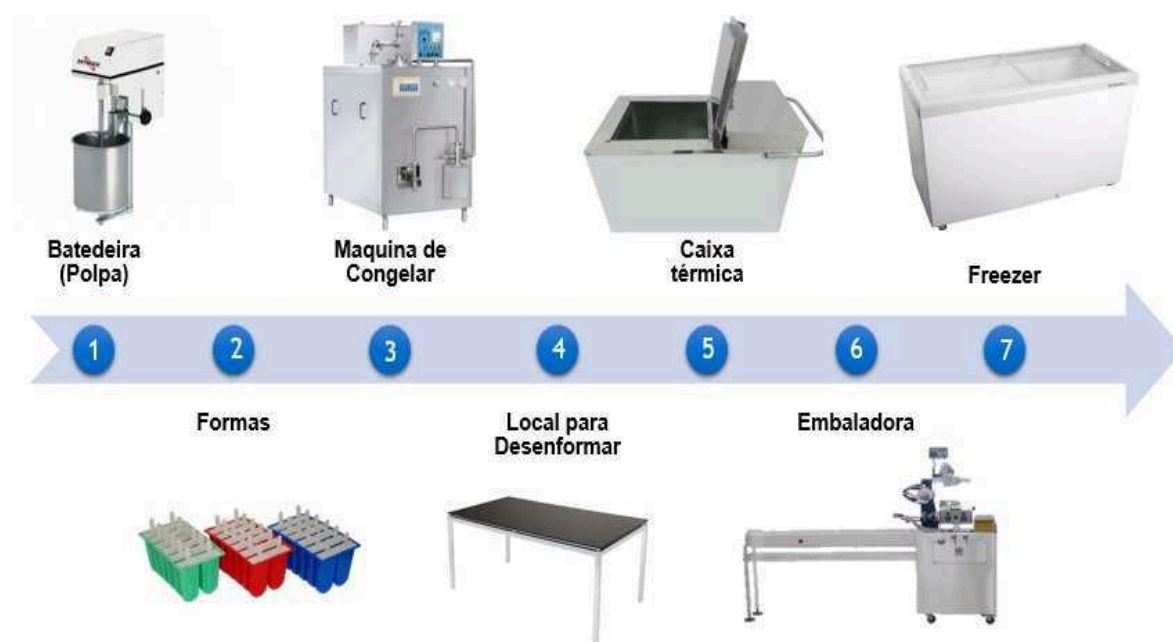 Batedeira
(Polpa)
Maquina de
Congelar
Caixa
térmica
Freezer
1
2
3
4
5
6
7
Formas
Local para
Desenformar
Embaladora